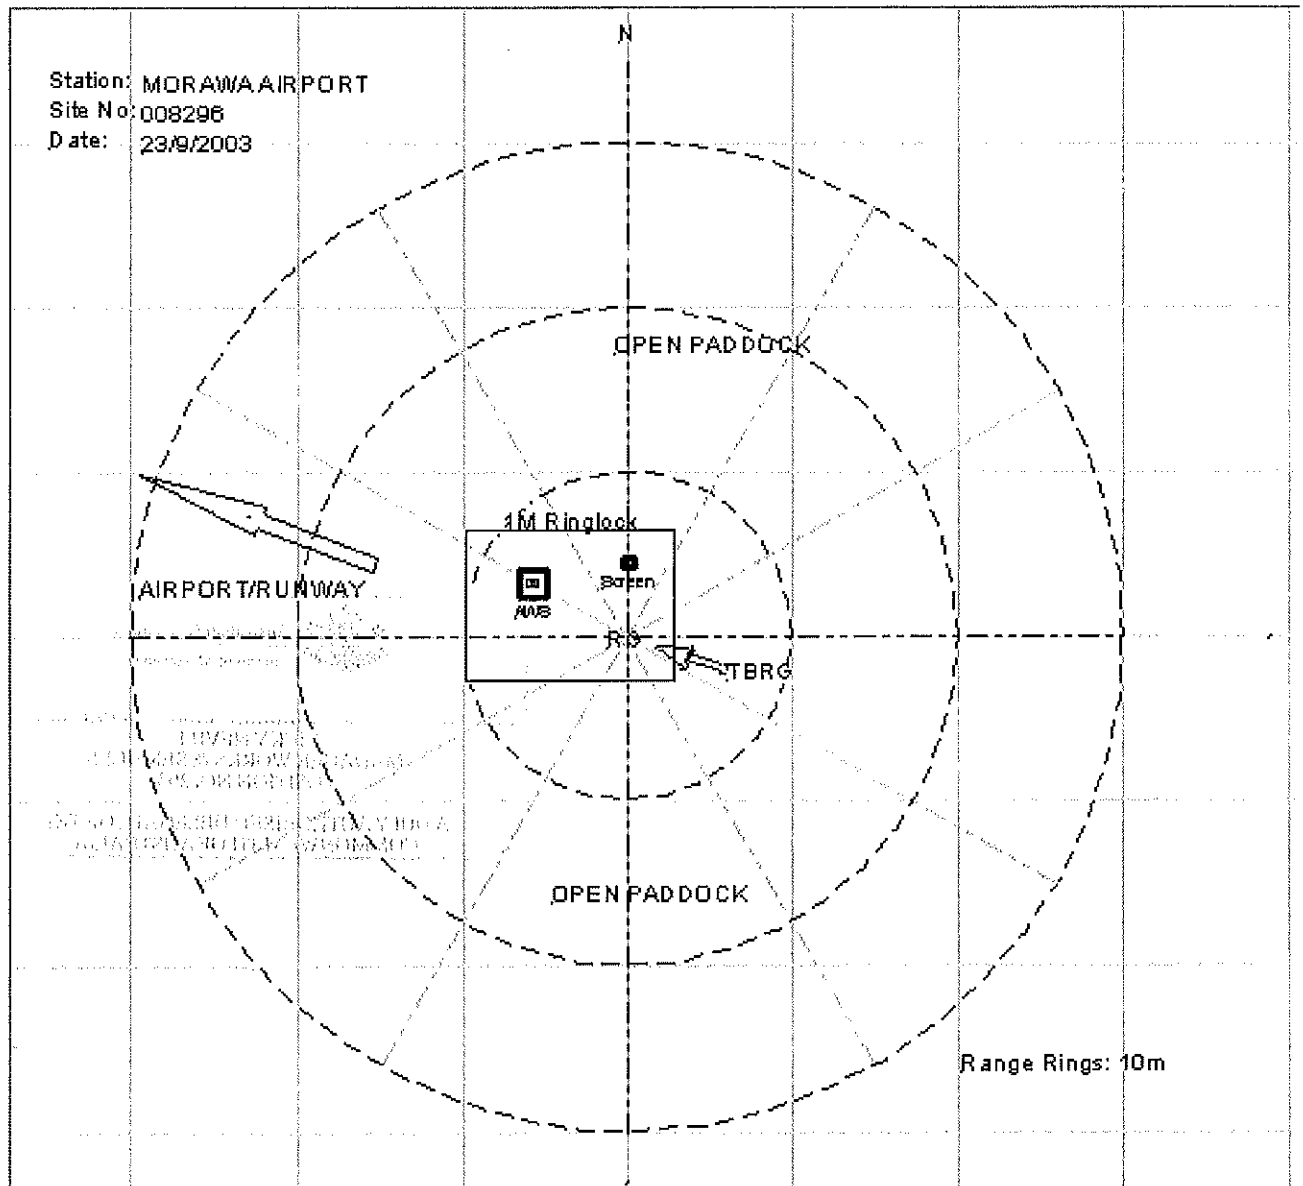 N
Station: MORAWA AIRPORT
Site No: 008296
Date: 23/9/2003
OPEN PADDOCK
1M Ringlock
Screen
AWS
AIRPORT/RUNWAY
RG
TBRG
OPEN PADDOCK
Range Rings: 10m